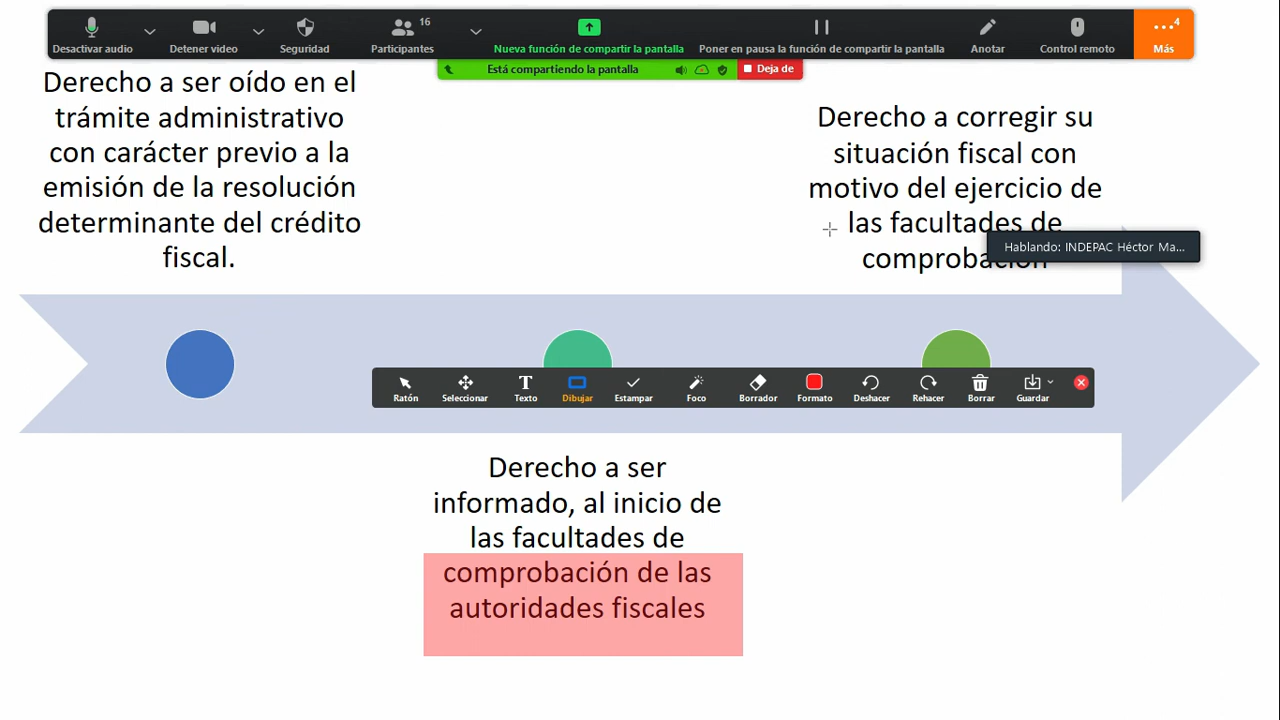 16
4
Desactivar audio
Detener video
Seguridad
Participantes
Nueva función de compartir la pantalla
Poner en pausa la función de compartir la pantalla
Anotar
Control remoto
Más
Está compartiendo la pantalla
Deja de
Derecho a ser oído en el
trámite administrativo
con carácter previo a la
emisión de la resolución
determinante del crédito
fiscal.
Derecho a corregir su
situación fiscal con
motivo del ejercicio de
las facultades de
comprobación
Hablando: INDEPAC Héctor Ma...
T
Ratón
Seleccionar
Texto
Dibujar
Estampar
Foco
Borrador
Formato
Deshacer
Rehacer
Borrar
Guardar
Derecho a ser
informado, al inicio de
las facultades de
comprobación de las
autoridades fiscales